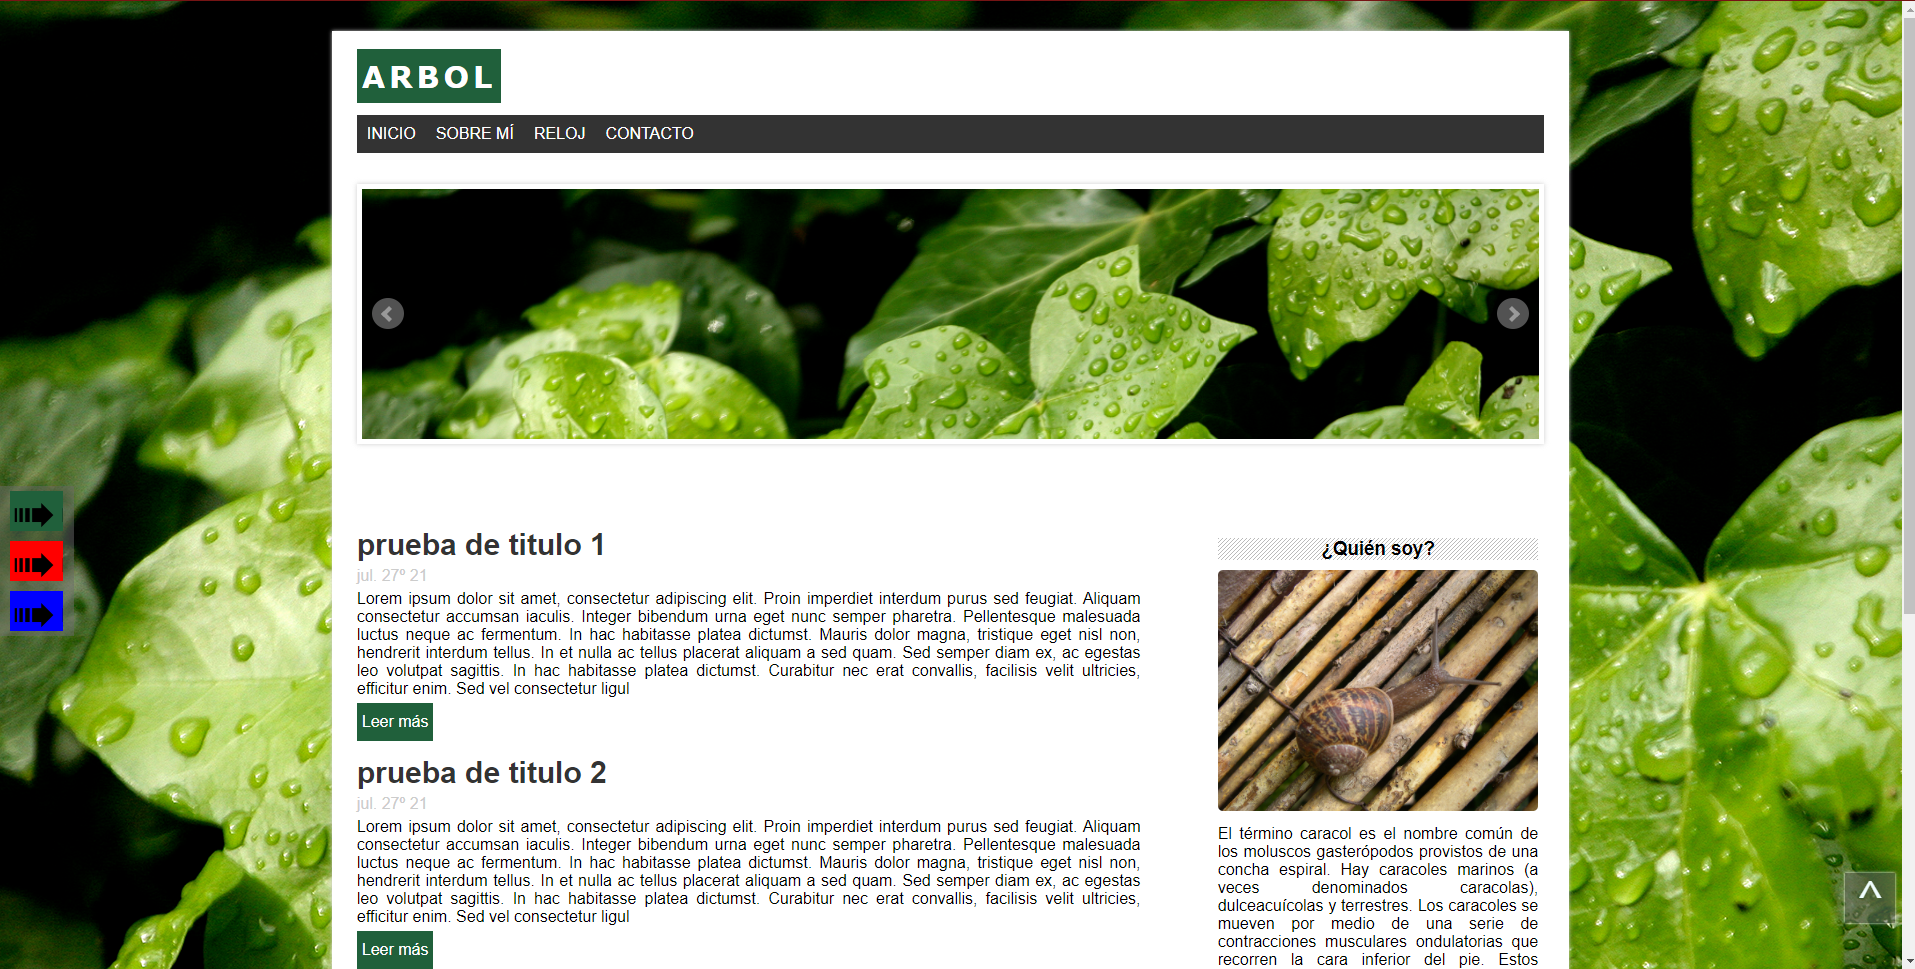 ARBOL
INICIO SOBRE MÍ RELOJ CONTACTO
prueba de titulo 1
jul. 27º 21
Lorem ipsum dolor sit amet, consectetur adipiscing elit. Proin imperdiet interdum purus sed feugiat. Aliquam
consectetur accumsan iaculis. Integer bibendum urna eget nunc semper pharetra. Pellentesque malesuada
luctus neque ac fermentum. In hac habitasse platea dictumst. Mauris dolor magna, tristique eget nisl non,
hendrerit interdum tellus. In et nulla ac tellus placerat aliquam a sed quam. Sed semper diam ex, ac egestas
leo volutpat sagittis. In hac habitasse platea dictumst. Curabitur nec erat convallis, facilisis velit ultricies,
efficitur enim. Sed vel consectetur ligul
Leer más
prueba de titulo 2
jul. 27º 21
Lorem ipsum dolor sit amet, consectetur adipiscing elit. Proin imperdiet interdum purus sed feugiat. Aliquam
consectetur accumsan iaculis. Integer bibendum urna eget nunc semper pharetra. Pellentesque malesuada
luctus neque ac fermentum. In hac habitasse platea dictumst. Mauris dolor magna, tristique eget nisl non,
hendrerit interdum tellus. In et nulla ac tellus placerat aliquam a sed quam. Sed semper diam ex, ac egestas
leo volutpat sagittis. In hac habitasse platea dictumst. Curabitur nec erat convallis, facilisis velit ultricies,
efficitur enim. Sed vel consectetur ligul
Leer más
¿Quién soy?
El término caracol es el nombre común de
los moluscos gasterópodos provistos de una
concha espiral. Hay caracoles marinos (a
veces denominados caracolas),
dulceacuícolas y terrestres. Los caracoles se
mueven por medio de una serie de
contracciones musculares ondulatorias que
recorren la cara inferior del pie. Estos